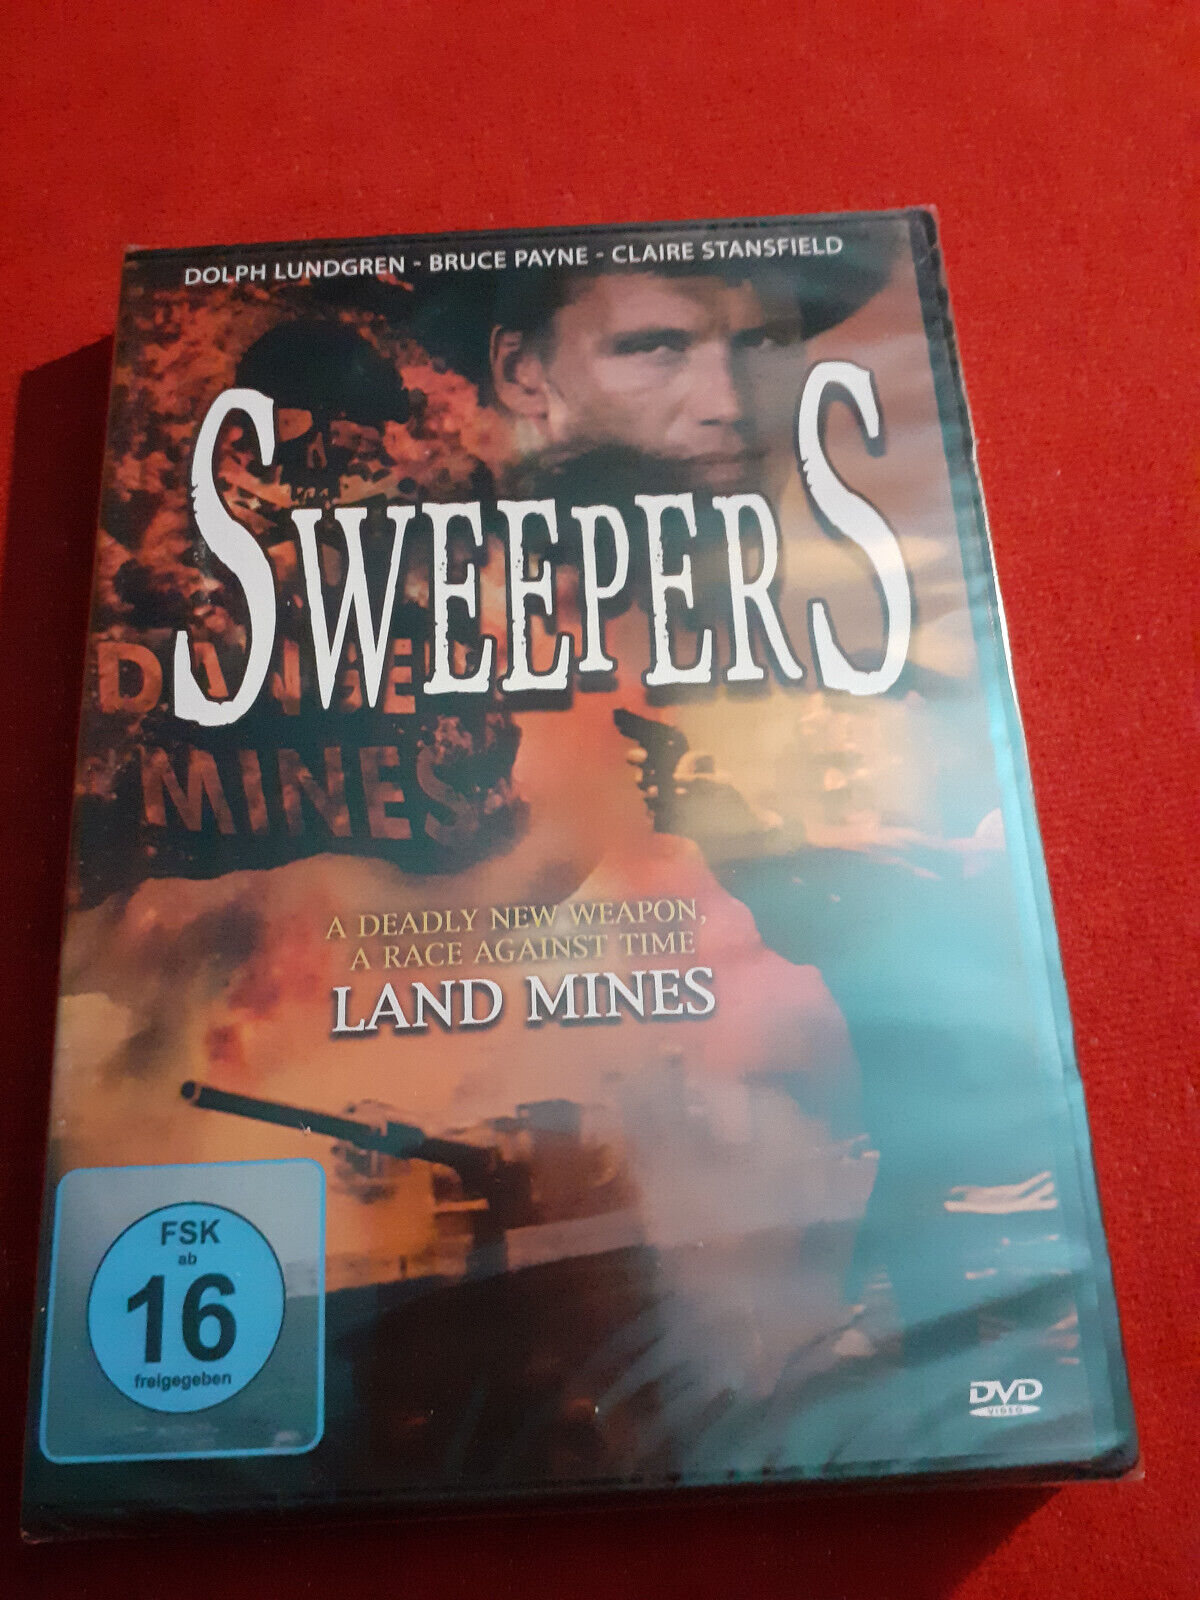 DOLPH LUNDGREN - BRUCE PAYNE - CLAIRE STANSFIELD
SWEEPERS
MINES
A DEADLY NEW WEAPON,
A RACE AGAINST TIME
LAND MINES
FSK
ab
16
freigegeben
DVD
VIDEO